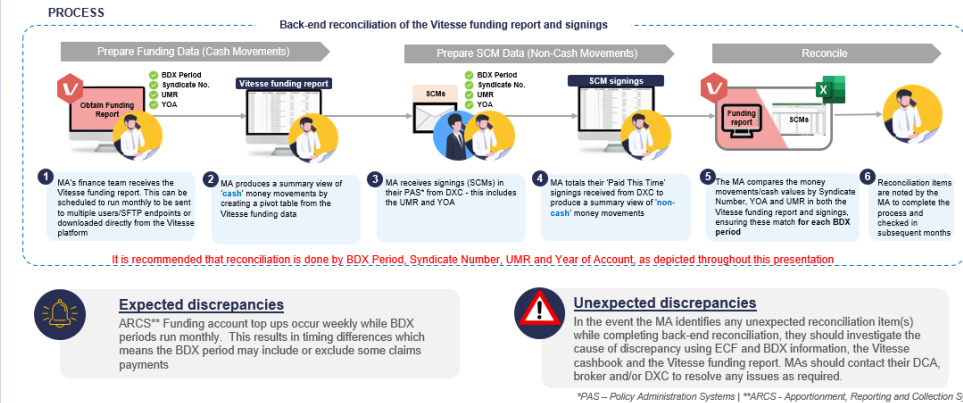 PROCESS
Back-end reconciliation of the Vitesse funding report and signings
Prepare Funding Data (Cash Movements)
Prepare SCM Data (Non-Cash Movements)
Reconcile
Obtain Funding
Report
BDX Period
Syndicate No.
UMR
YOA
Vitesse funding report
SCMs
BDX Period
Syndicate No.
UMR
YOA
SCM signings
Funding
report
SCMs
1
MA's finance team receives the
Vitesse funding report. This can be
scheduled to run monthly to be sent
to multiple users/SFTP endpoints or
downloaded directly from the Vitesse
platform
2
MA produces a summary view of
'cash' money movements by
creating a pivot table from the
Vitesse funding data
3
MA receives signings (SCMs) in
their PAS* from DXC - this includes
the UMR and YOA
4
MA totals their 'Paid This Time'
signings received from DXC to
produce a summary view of 'non-
cash' money movements
5
The MA compares the money
movements/cash values by Syndicate
Number, YOA and UMR in both the
Vitesse funding report and signings,
ensuring these match for each BDX
period
6
Reconciliation items
are noted by the
MA to complete the
process and
checked in
subsequent months
It is recommended that reconciliation is done by BDX Period, Syndicate Number, UMR and Year of Account, as depicted throughout this presentation
Expected discrepancies
ARCS** Funding account top ups occur weekly while BDX
periods run monthly. This results in timing differences which
means the BDX period may include or exclude some claims
payments
Unexpected discrepancies
In the event the MA identifies any unexpected reconciliation item(s)
while completing back-end reconciliation, they should investigate the
cause of discrepancy using ECF and BDX information, the Vitesse
cashbook and the Vitesse funding report. MAs should contact their DCA,
broker and/or DXC to resolve any issues as required.
*PAS – Policy Administration Systems | **ARCS - Apportionment, Reporting and Collection Sy